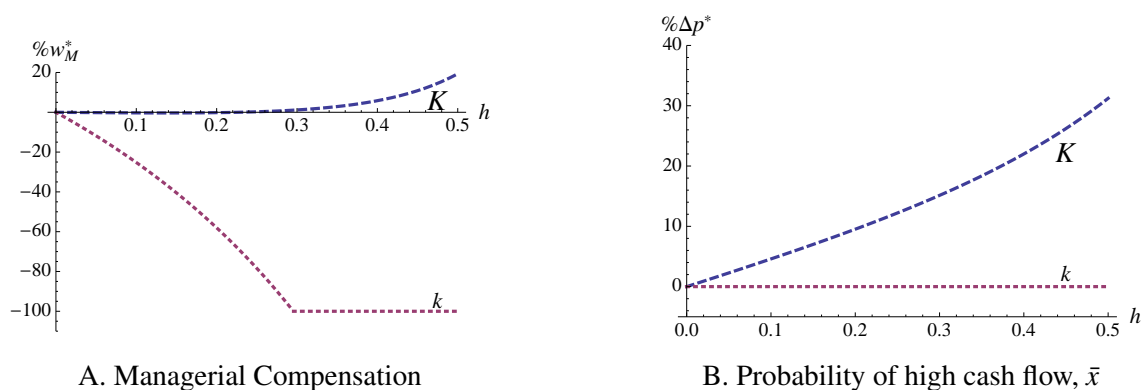 %w*_M
20
K
0.1 0.2 0.3 0.4 0.5 h
0
−20
−40
−60
−80
−100
k
A. Managerial Compensation
%Δp*
40
30
K
20
10
0
k
0.0 0.1 0.2 0.3 0.4 0.5 h
B. Probability of high cash flow, x̄